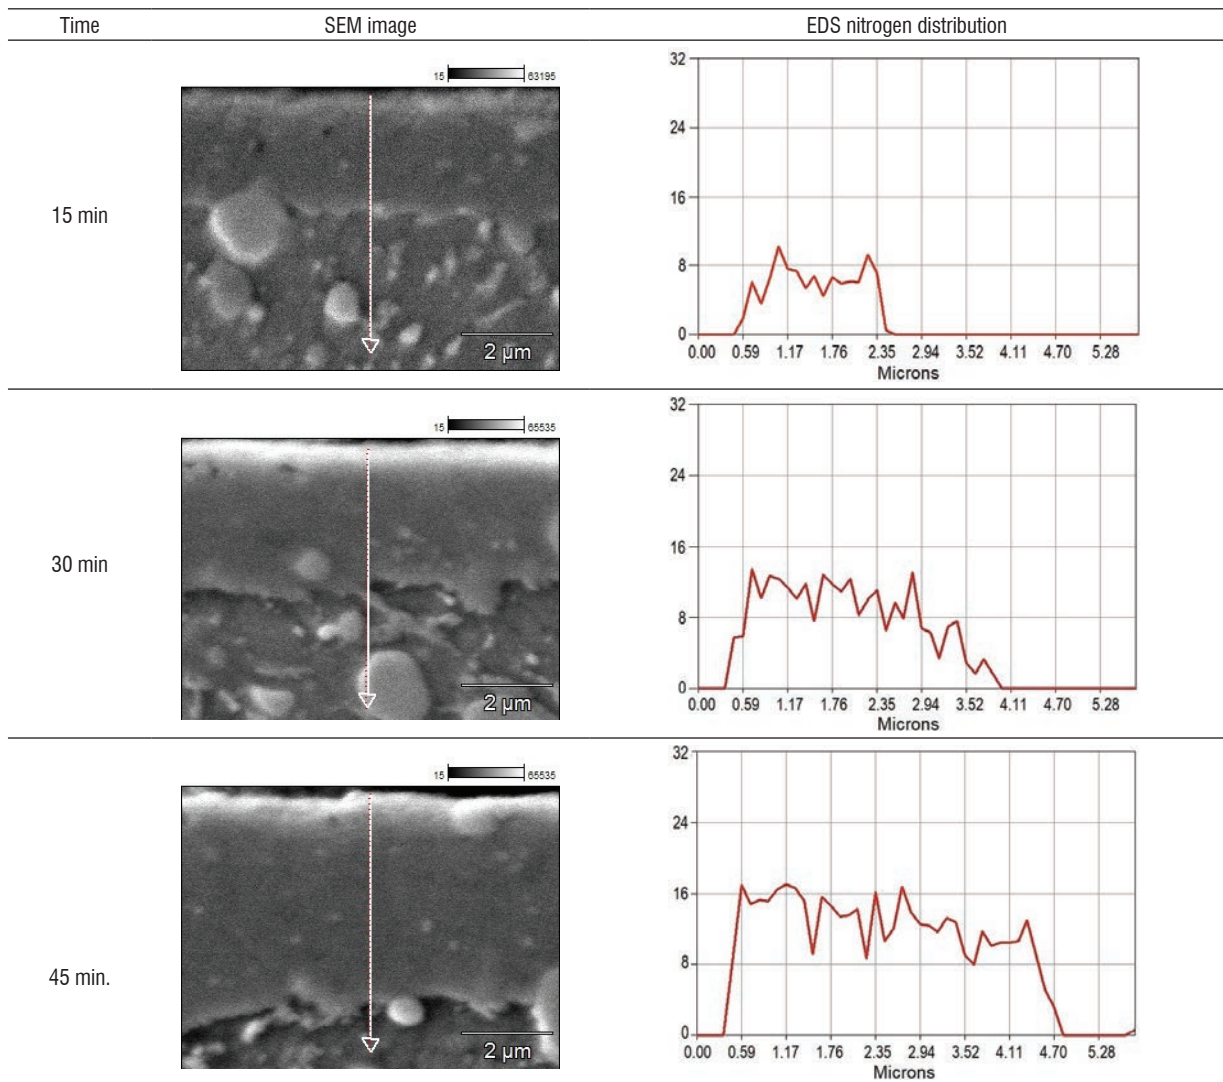 Time SEM image EDS nitrogen distribution
15 min
15 63195
2 µm
32
24
16
8
0
0.00 0.59 1.17 1.76 2.35 2.94 3.52 4.11 4.70 5.28
Microns
30 min
15 65535
2 µm
32
24
16
8
0
0.00 0.59 1.17 1.76 2.35 2.94 3.52 4.11 4.70 5.28
Microns
45 min.
15 65535
2 µm
32
24
16
8
0
0.00 0.59 1.17 1.76 2.35 2.94 3.52 4.11 4.70 5.28
Microns